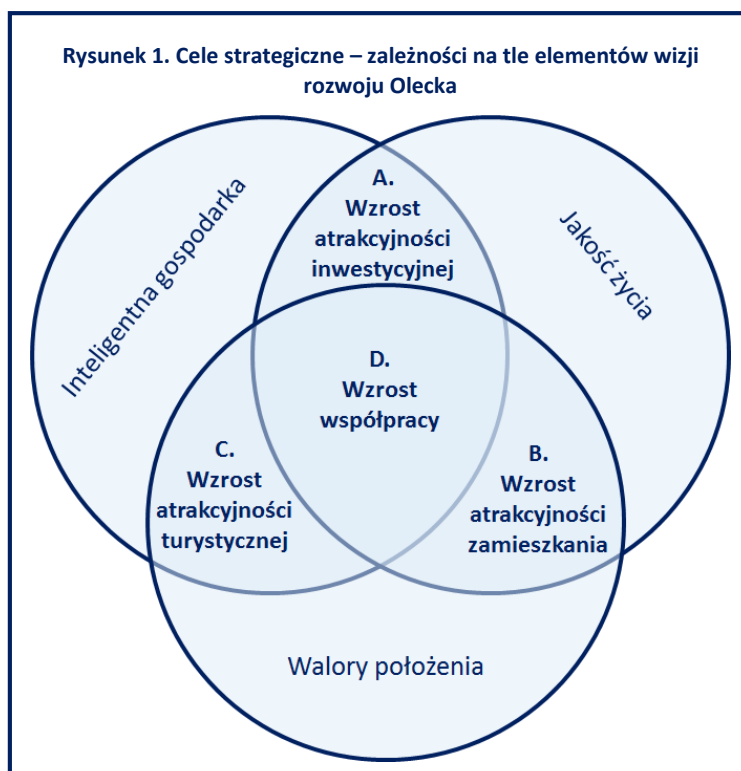 Rysunek 1. Cele strategiczne – zależności na tle elementów wizji
rozwoju Olecka
A.
Wzrost
atrakcyjności
inwestycyjnej
Inteligentna gospodarka
Jakość życia
D.
Wzrost
współpracy
C.
Wzrost
atrakcyjności
turystycznej
B.
Wzrost
atrakcyjności
zamieszkania
Walory położenia